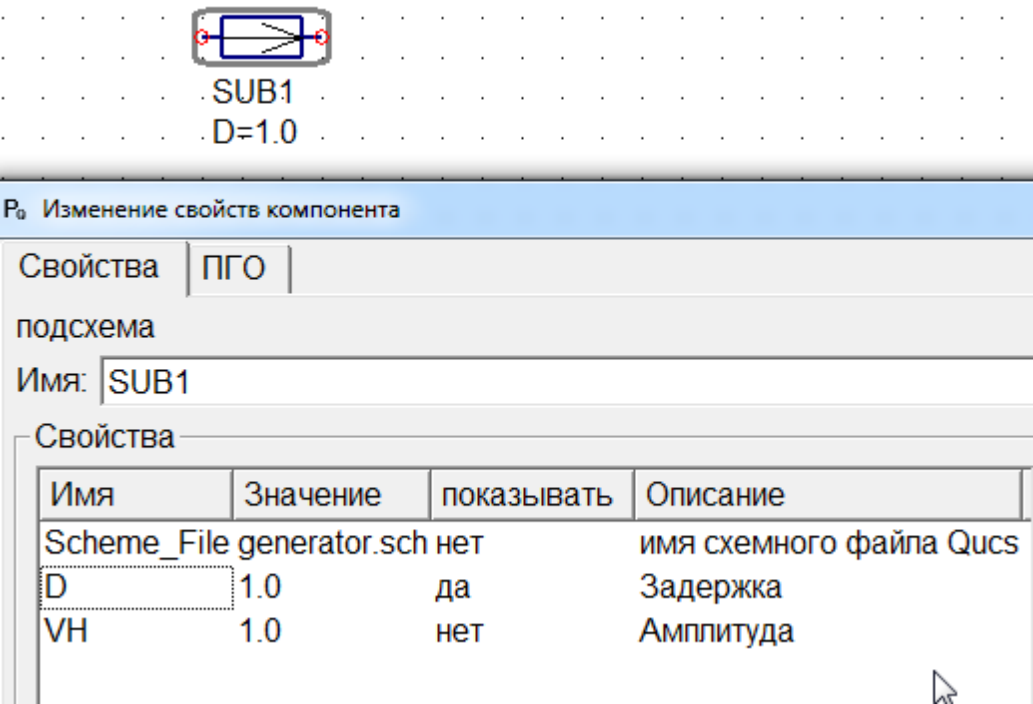 SUB1
D=1.0
Изменение свойств компонента
Свойства ПГО
подсхема
Имя: SUB1
Свойства
Имя Значение показывать Описание
Scheme_File generator.sch нет имя схемного файла Qucs
D 1.0 да Задержка
VH 1.0 нет Амплитуда